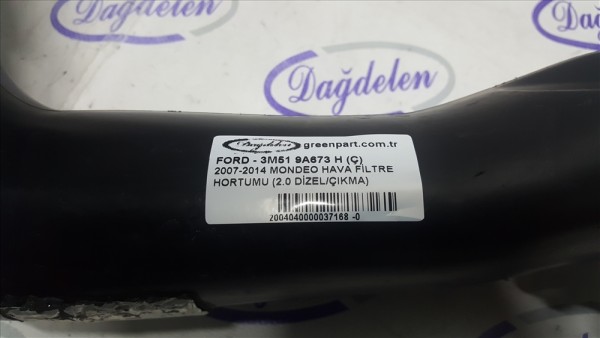 Dağdelen
Dağdelen
Dağdelen greenpart.com.tr
FORD - 3M51 9A673 H (Ç)
2007-2014 MONDEO HAVA FİLTRE
HORTUMU (2.0 DİZEL/ÇIKMA)
2004040000037168 -0